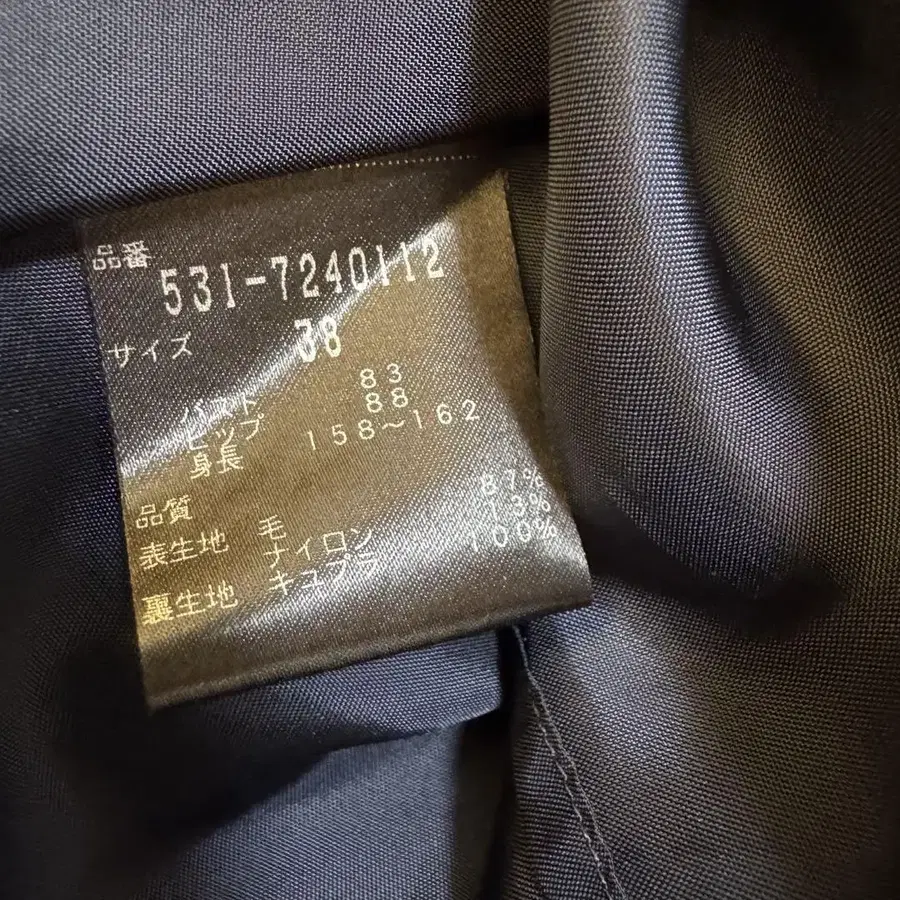 品番
531-7240112
サイズ 38
バスト 83
ヒップ 88
身長 158~162
品質
表生地 毛 87%
ナイロン 13%
裏生地 キュプラ 100%